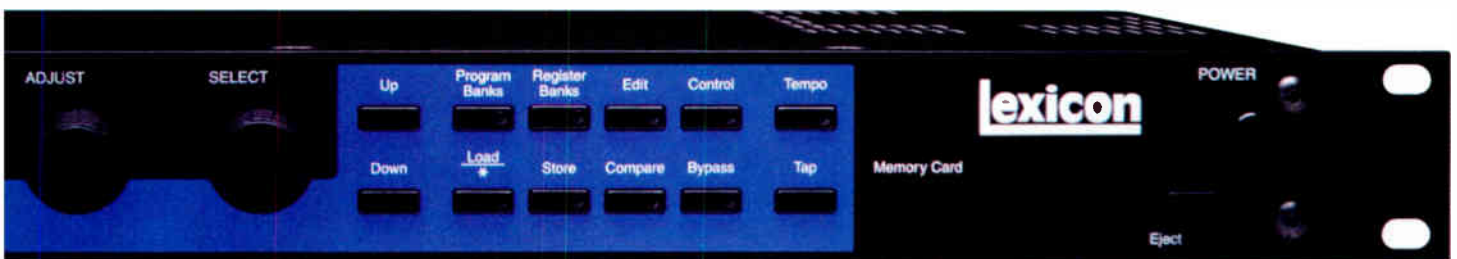 ADJUST
SELECT
Up
Program
Banks
Register
Banks
Edit
Control
Tempo
lexicon
POWER
Down
Load
*
Store
Compare
Bypass
Tap
Memory Card
Eject